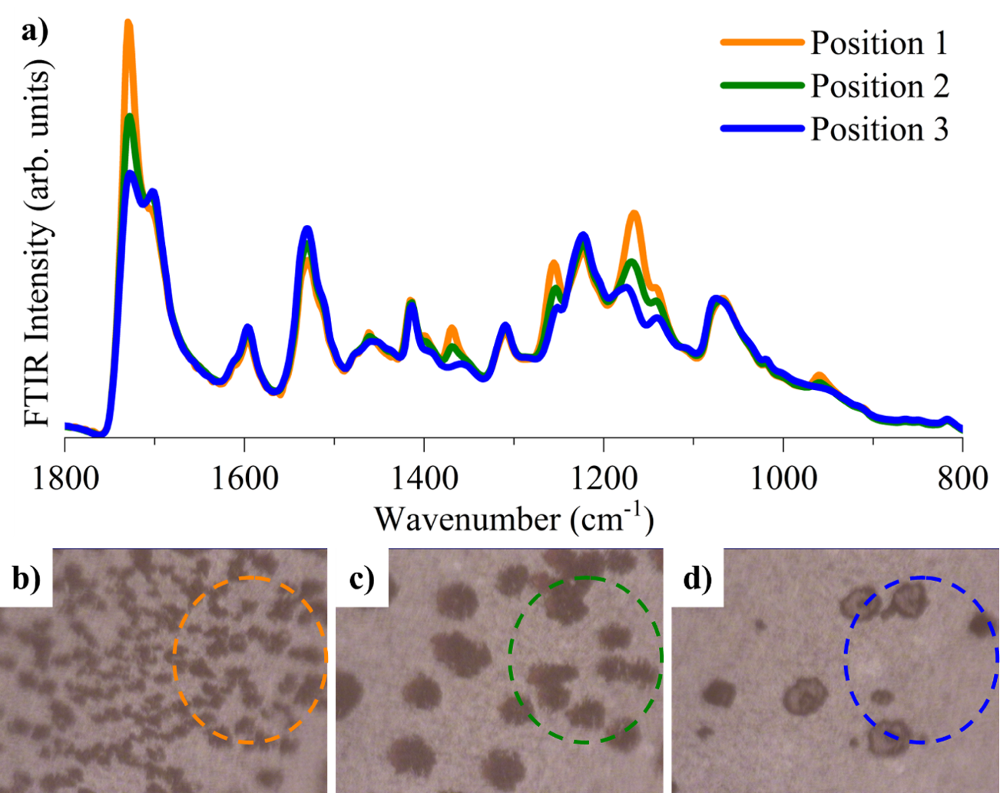 a)
Position 1
Position 2
Position 3
FTIR Intensity (arb. units)
1800 1600 1400 1200 1000 800
Wavenumber (cm⁻¹)
b) c) d)